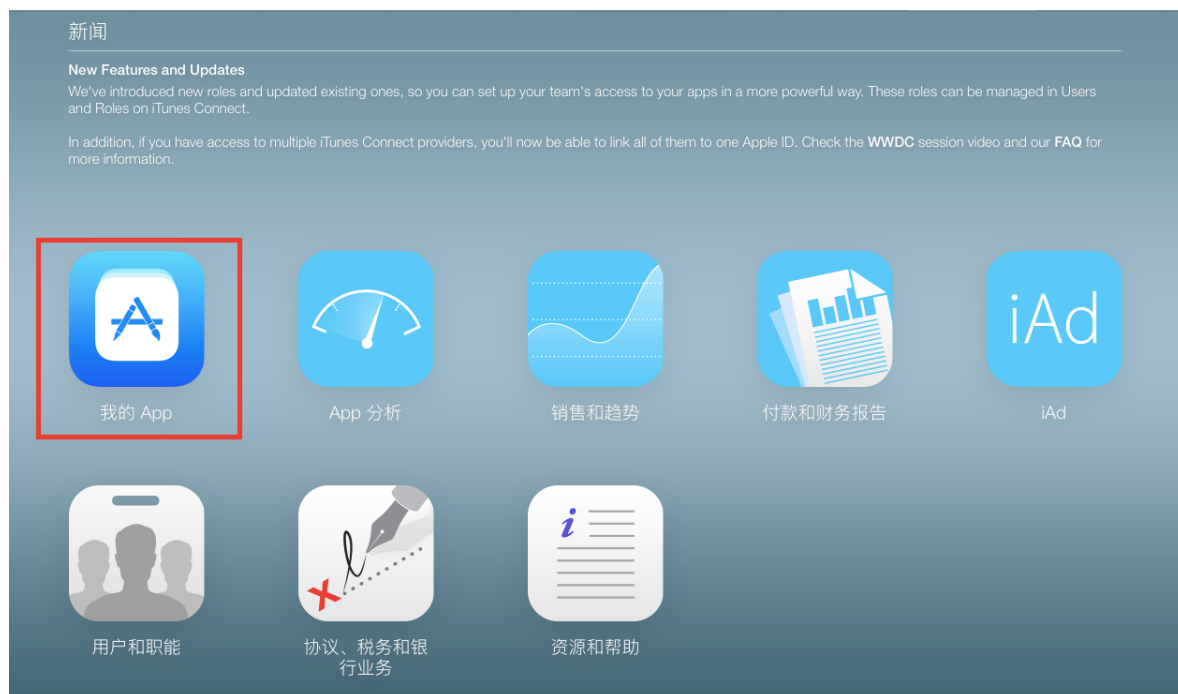 新闻
New Features and Updates
We've introduced new roles and updated existing ones, so you can set up your team's access to your apps in a more powerful way. These roles can be managed in Users
and Roles on iTunes Connect.
In addition, if you have access to multiple iTunes Connect providers, you'll now be able to link all of them to one Apple ID. Check the WWDC session video and our FAQ for
more information.
iAd
我的 App
App 分析
销售和趋势
付款和财务报告
iAd
i
用户和职能
协议、税务和银
行业务
资源和帮助